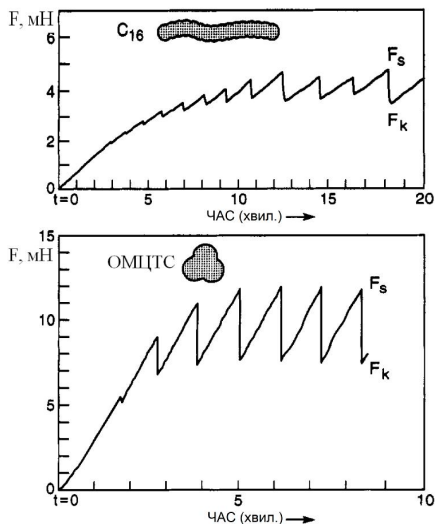 F, мН
6
4
2
0
C₁₆
Fₛ
Fₖ
t=0 5 10 15 20
ЧАС (хвил.)
F, мН
15
10
5
0
ОМЦТС
Fₛ
Fₖ
t=0 5 10
ЧАС (хвил.)